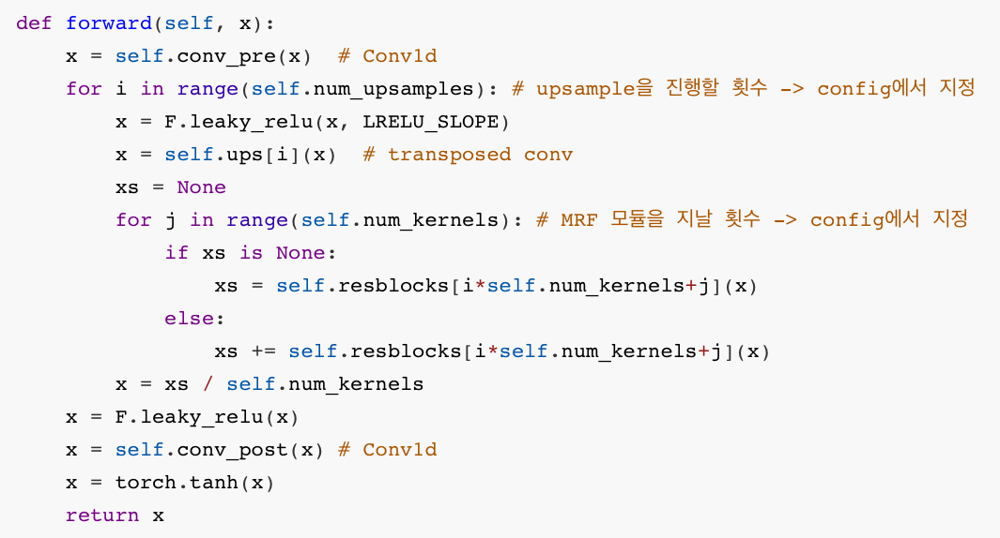 def forward(self, x):
    x = self.conv_pre(x)  # Conv1d
    for i in range(self.num_upsamples): # upsample을 진행할 횟수 -> config에서 지정
        x = F.leaky_relu(x, LRELU_SLOPE)
        x = self.ups[i](x)  # transposed conv
        xs = None
        for j in range(self.num_kernels): # MRF 모듈을 지날 횟수 -> config에서 지정
            if xs is None:
                xs = self.resblocks[i*self.num_kernels+j](x)
            else:
                xs += self.resblocks[i*self.num_kernels+j](x)
        x = xs / self.num_kernels
    x = F.leaky_relu(x)
    x = self.conv_post(x) # Conv1d
    x = torch.tanh(x)
    return x